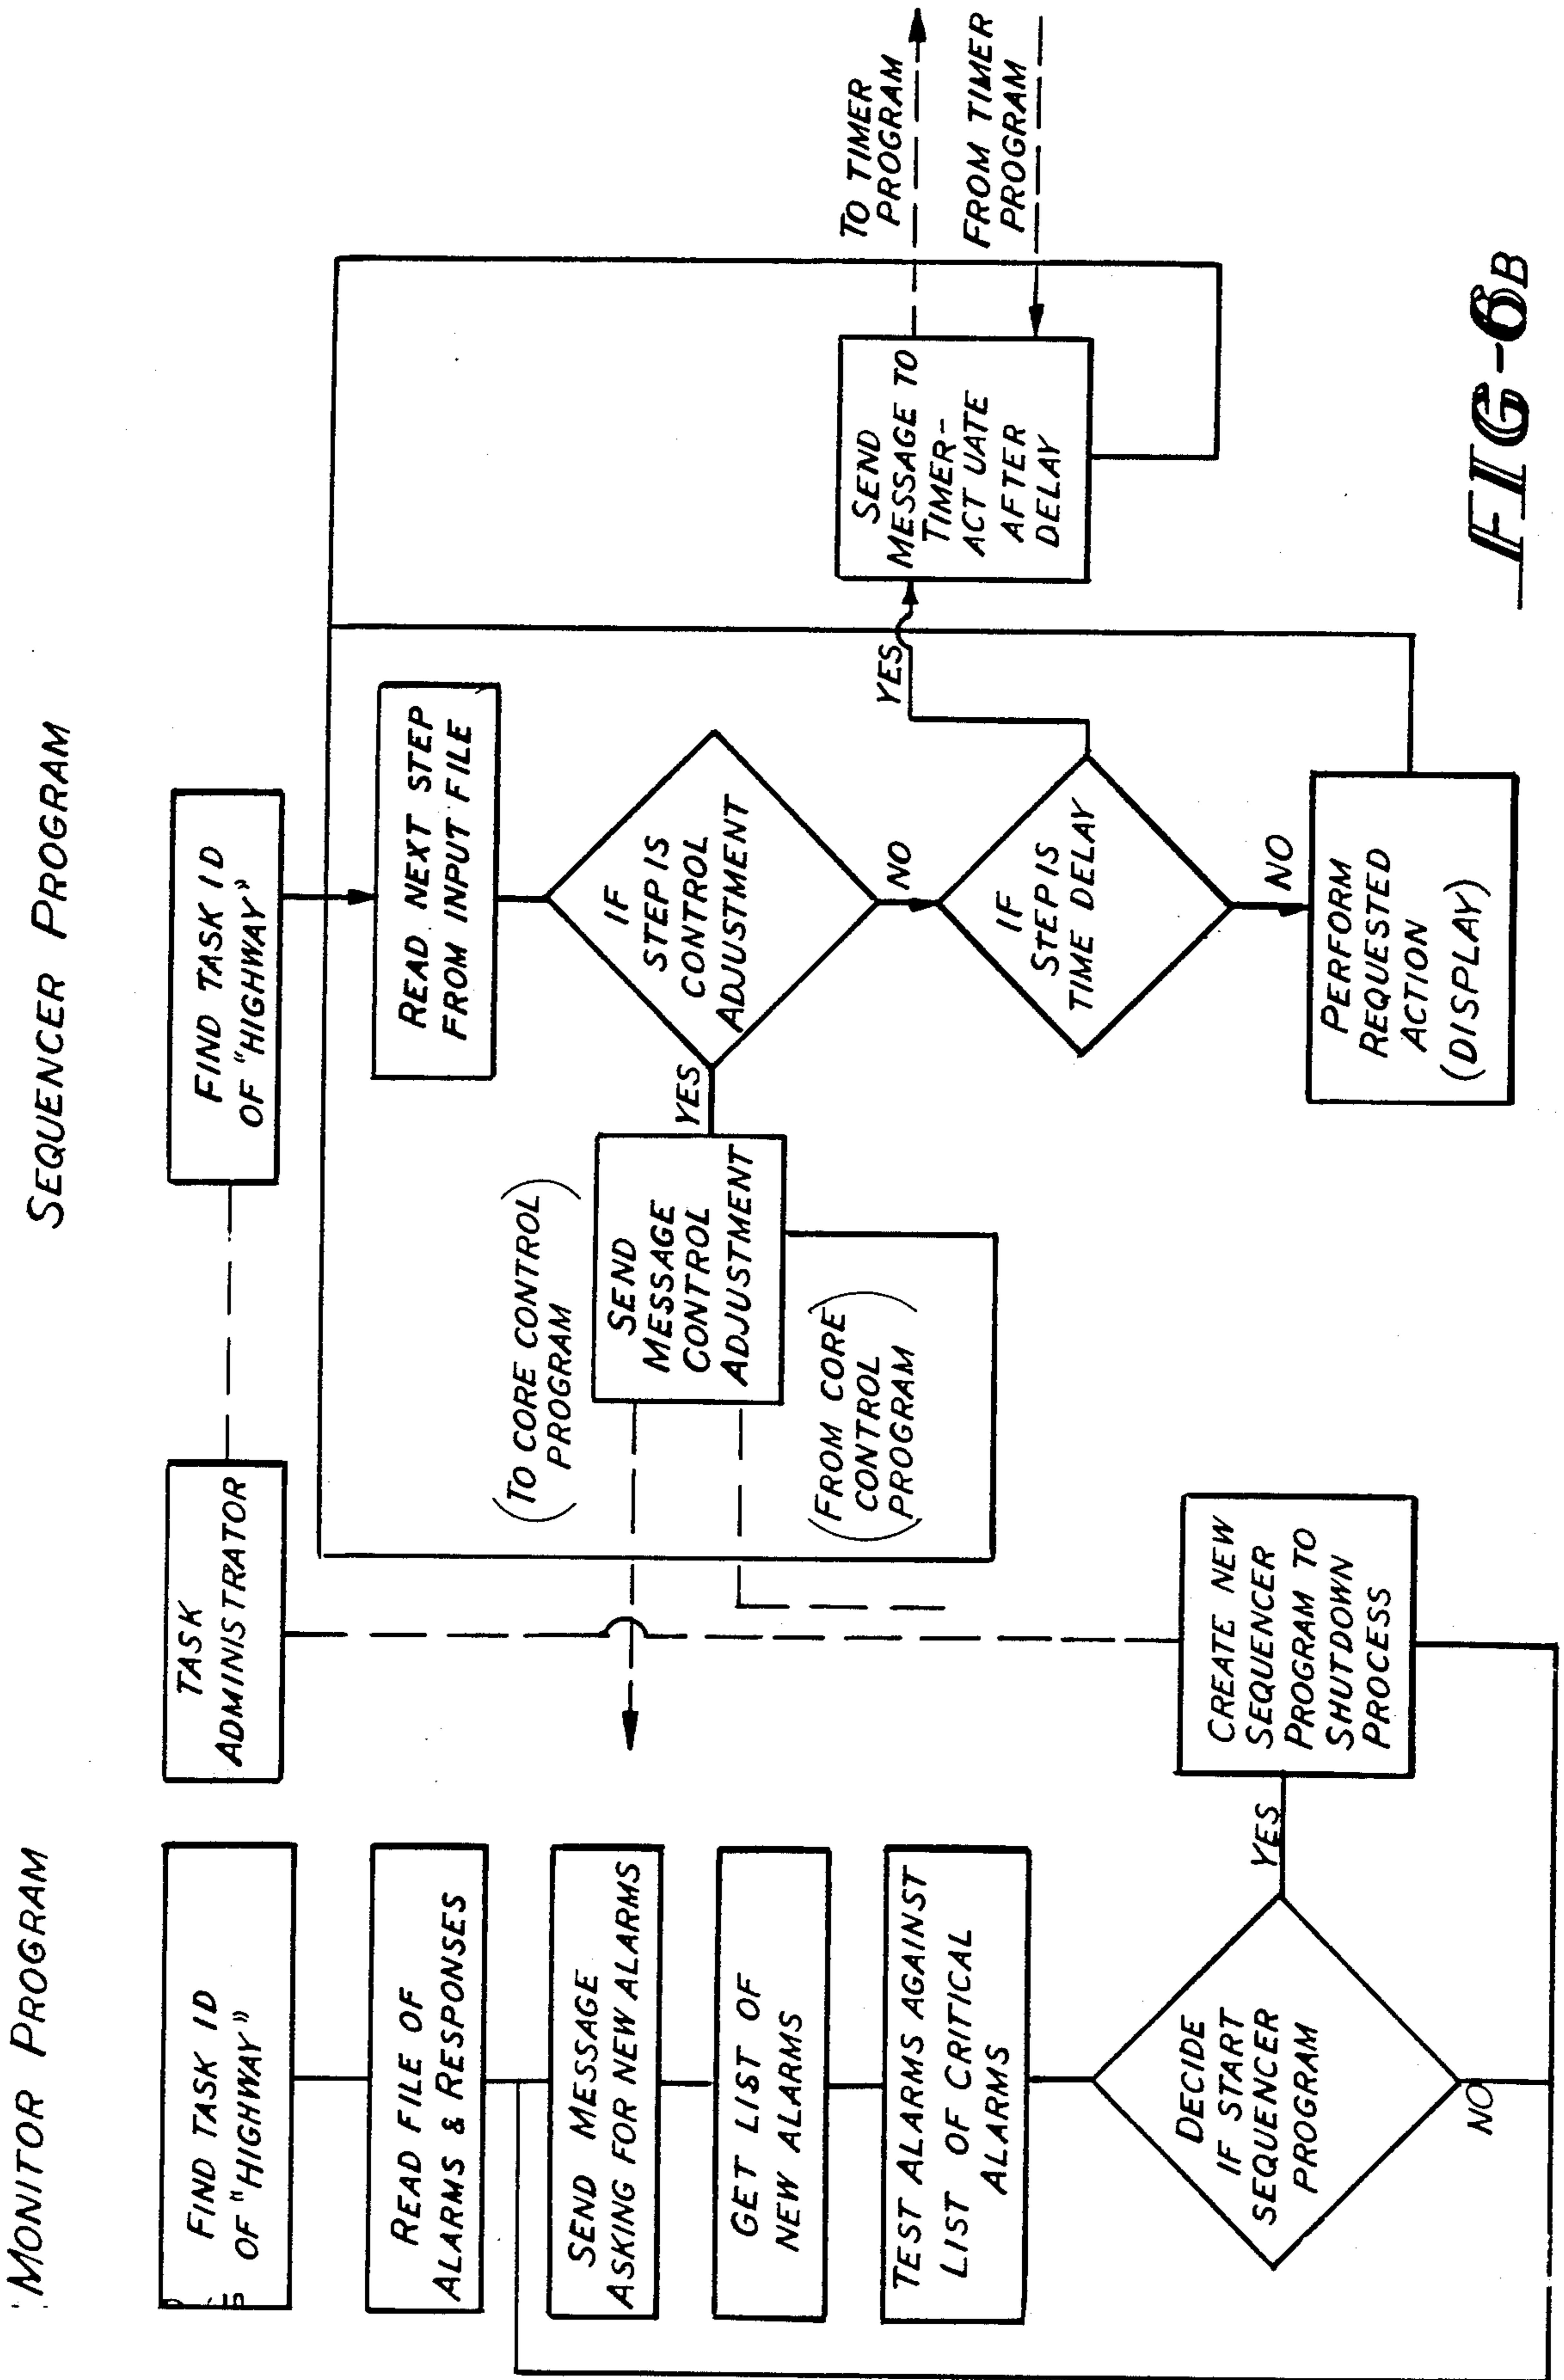 MONITOR PROGRAM
FIND TASK ID
OF "HIGHWAY"
READ FILE OF
ALARMS & RESPONSES
SEND MESSAGE
ASKING FOR NEW ALARMS
GET LIST OF
NEW ALARMS
TEST ALARMS AGAINST
LIST OF CRITICAL
ALARMS
DECIDE
IF START
SEQUENCER
PROGRAM
YES
NO
CREATE NEW
SEQUENCER
PROGRAM TO
SHUTDOWN
PROCESS
TASK
ADMINISTRATOR
SEQUENCER PROGRAM
FIND TASK ID
OF "HIGHWAY"
READ NEXT STEP
FROM INPUT FILE
IF
STEP IS
CONTROL
ADJUSTMENT
YES
NO
SEND
MESSAGE
CONTROL
ADJUSTMENT
(TO CORE CONTROL
PROGRAM)
(FROM CORE
CONTROL
PROGRAM)
IF
STEP IS
TIME DELAY
YES
NO
PERFORM
REQUESTED
ACTION
(DISPLAY)
SEND
MESSAGE TO
TIMER-
ACT UATE
AFTER
DELAY
TO TIMER
PROGRAM
FROM TIMER
PROGRAM
FIG-6B